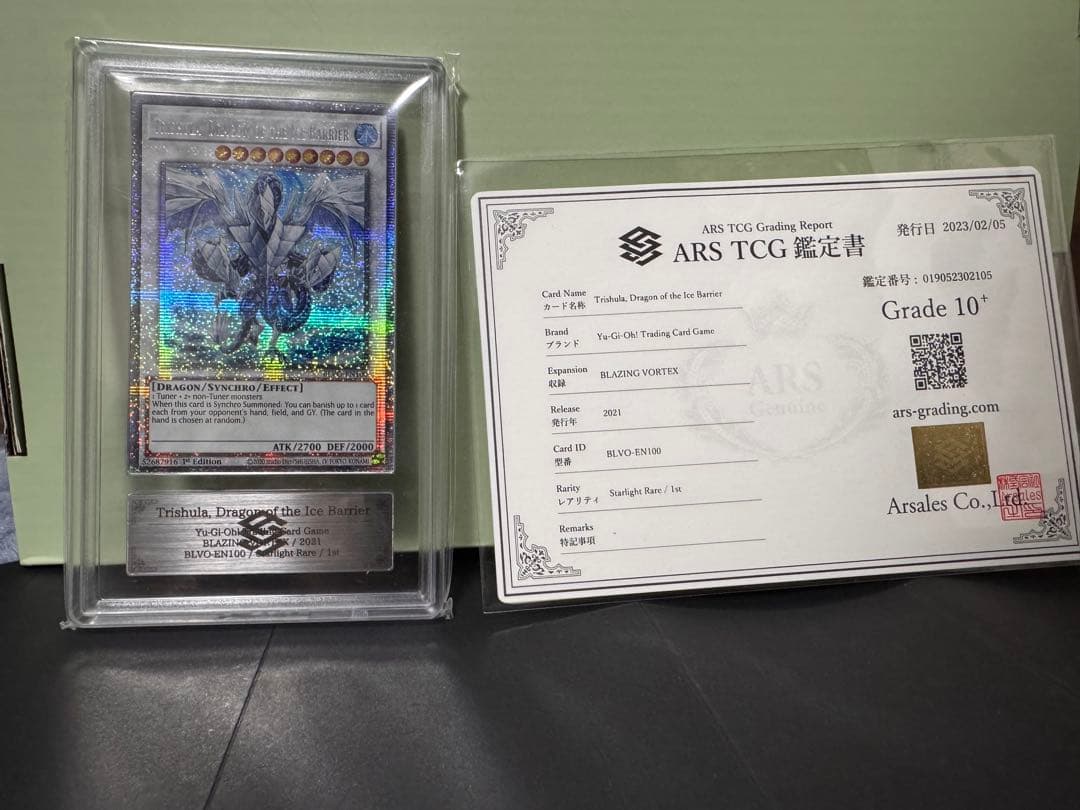 TRISHULA, DRAGON OF THE ICE BARRIER
[DRAGON/SYNCHRO/EFFECT]
1 Tuner + 2+ non-Tuner monsters
When this card is Synchro Summoned: You can banish up to 1 card
each from your opponent's hand, field, and GY. (The card in the
hand is chosen at random.)
ATK/2700 DEF/2000
52687916 1st Edition
Trishula, Dragon of the Ice Barrier
Yu-Gi-Oh! Card Game
BLAZING VORTEX / 2021
BLVO-EN100 / Starlight Rare / 1st
ARS TCG Grading Report
ARS TCG 鑑定書
発行日 2023/02/05
鑑定番号 : 019052302105
Grade 10+
Card Name
カード名称
Trishula, Dragon of the Ice Barrier
Brand
ブランド
Yu-Gi-Oh! Trading Card Game
Expansion
収録
BLAZING VORTEX
Release
発行年
2021
Card ID
型番
BLVO-EN100
Rarity
レアリティ
Starlight Rare / 1st
Remarks
特記事項
ARS
Genuine
ars-grading.com
Arsales Co.,Ltd.